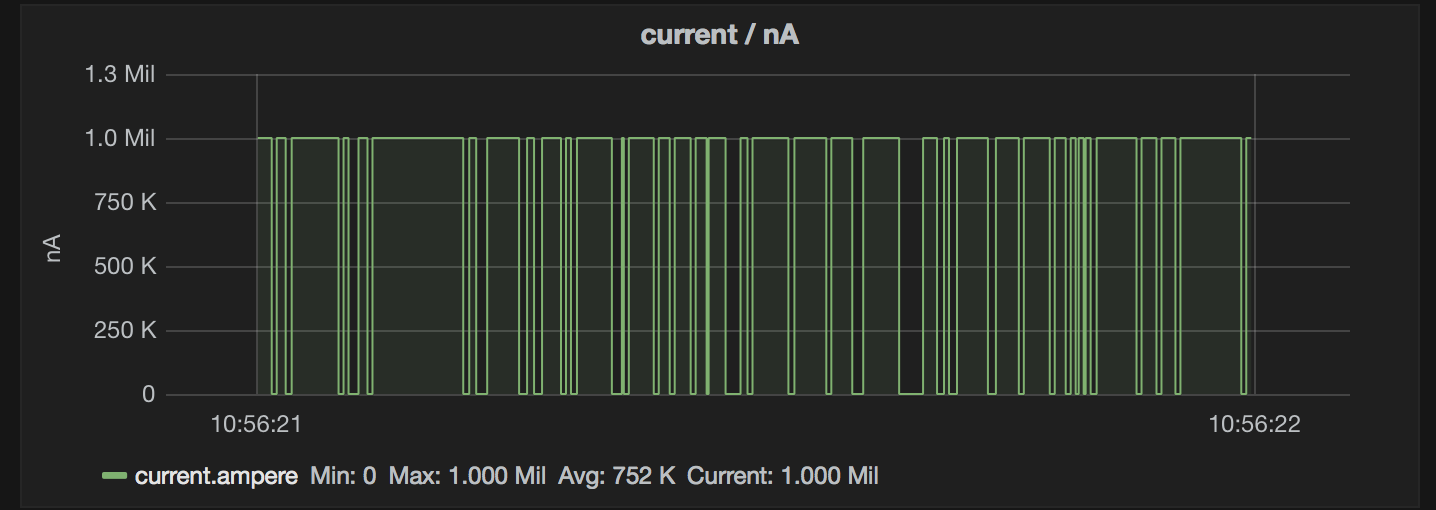 current / nA
1.3 Mil
1.0 Mil
750 K
500 K
250 K
0
nA
10:56:21
10:56:22
current.ampere Min: 0 Max: 1.000 Mil Avg: 752 K Current: 1.000 Mil